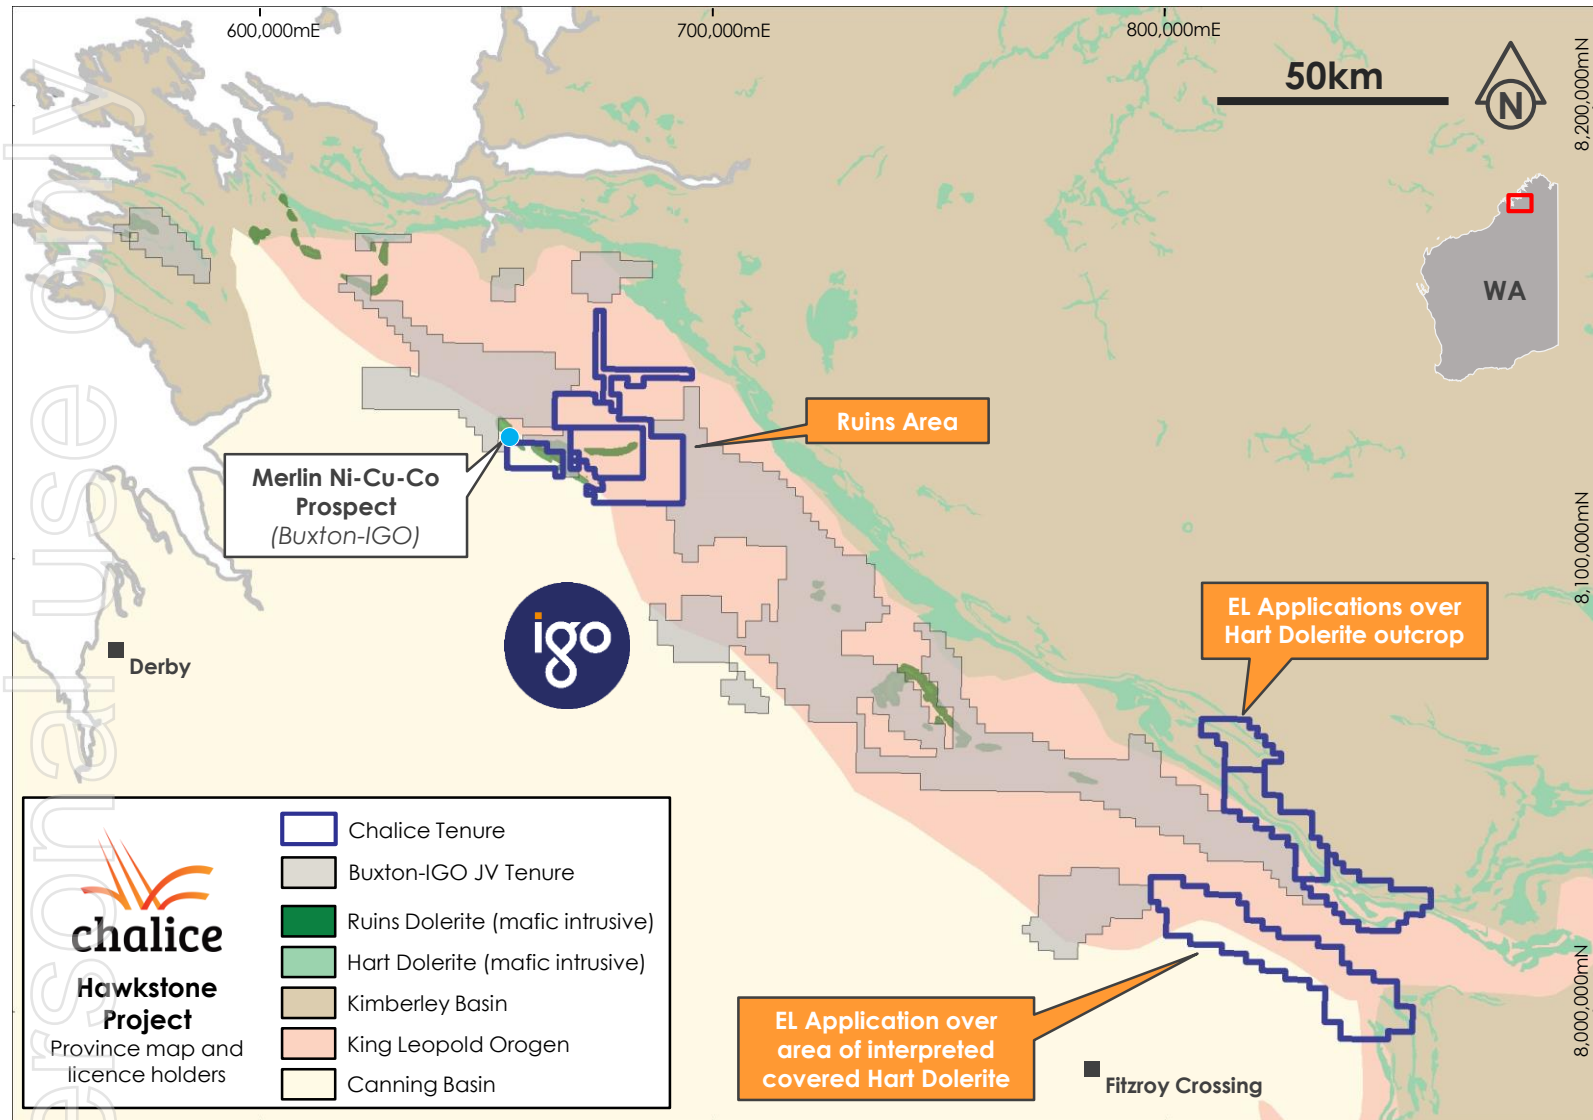 600,000mE
700,000mE
800,000mE
50km
N
8,200,000mN
WA
Ruins Area
Merlin Ni-Cu-Co
Prospect
(Buxton-IGO)
8,100,000mN
igo
EL Applications over
Hart Dolerite outcrop
Derby
chalice
Hawkstone
Project
Province map and
licence holders
Chalice Tenure
Buxton-IGO JV Tenure
Ruins Dolerite (mafic intrusive)
Hart Dolerite (mafic intrusive)
Kimberley Basin
King Leopold Orogen
Canning Basin
EL Application over
area of interpreted
covered Hart Dolerite
Fitzroy Crossing
8,000,000mN
ersonal use only